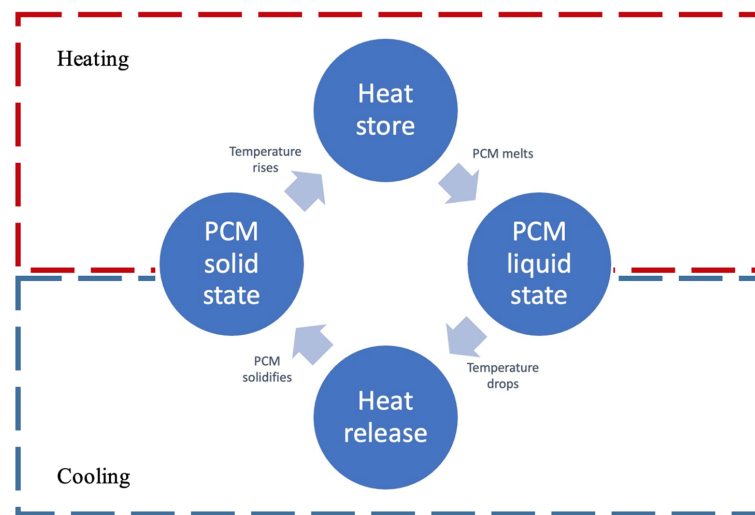 Heating
Heat
store
Temperature
rises
PCM melts
PCM
solid
state
PCM
liquid
state
PCM
solidifies
Temperature
drops
Heat
release
Cooling